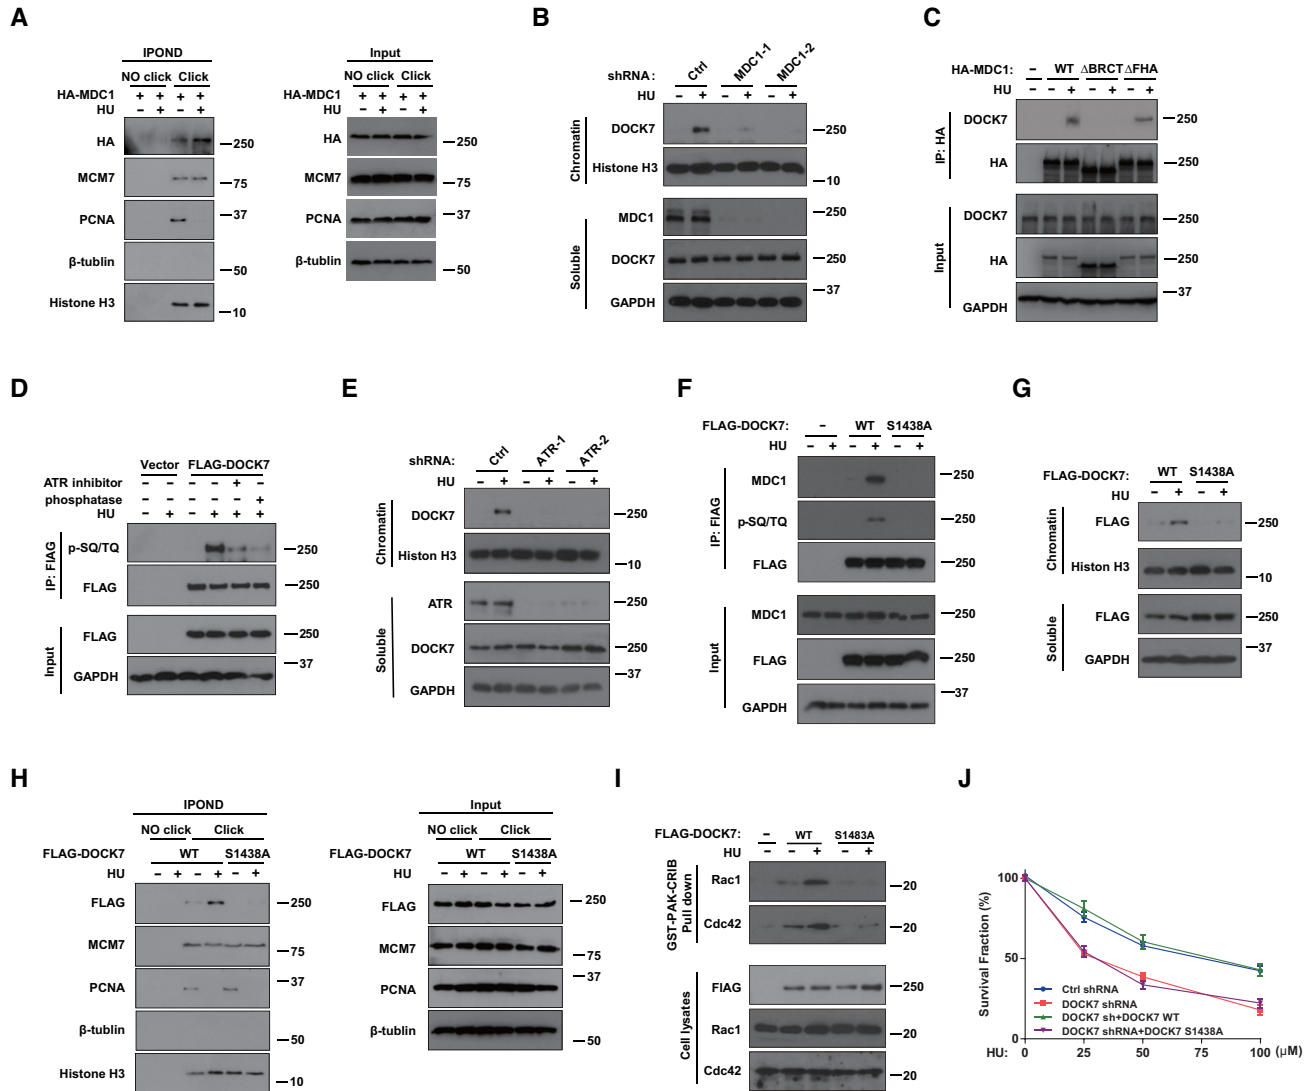 A
IPOND
NO click Click
HA-MDC1 + + + +
HU - + - +
HA
250
MCM7
75
PCNA
37
β-tublin
50
Histone H3
10
Input
NO click Click
HA-MDC1 + + + +
HU - + - +
HA
250
MCM7
75
PCNA
37
β-tublin
50
B
shRNA : Ctrl MDC1-1 MDC1-2
HU - + - + - +
Chromatin
DOCK7
250
Histone H3
10
Soluble
MDC1
250
DOCK7
250
GAPDH
37
C
HA-MDC1: – WT ΔBRCT ΔFHA
HU - - + - + - +
IP: HA
DOCK7
250
HA
250
Input
DOCK7
250
HA
250
GAPDH
37
D
Vector FLAG-DOCK7
ATR inhibitor - - - - + -
phosphatase - - - - - +
HU - + - + + +
IP: FlAG
p-SQ/TQ
250
FLAG
250
Input
FLAG
250
GAPDH
37
E
shRNA: Ctrl ATR-1 ATR-2
HU - + - + - +
Chromatin
DOCK7
250
Histon H3
10
Soluble
ATR
250
DOCK7
250
GAPDH
37
F
FLAG-DOCK7: – WT S1438A
HU - + - + - +
IP: FlAG
MDC1
250
p-SQ/TQ
250
FLAG
250
Input
MDC1
250
FLAG
250
GAPDH
37
G
FLAG-DOCK7: WT S1438A
HU - + - +
Chromatin
FLAG
250
Histon H3
10
Soluble
FLAG
250
GAPDH
37
H
IPOND
NO click Click
FLAG-DOCK7 WT S1438A
HU - + - + - +
FLAG
250
MCM7
75
PCNA
37
β-tublin
50
Histone H3
10
Input
NO click Click
FLAG-DOCK7 WT S1438A
HU - + - + - +
FLAG
250
MCM7
75
PCNA
37
β-tublin
50
I
FLAG-DOCK7: – WT S1483A
HU - - + - +
GST-PAK-CRIB
Pull down
Rac1
20
Cdc42
20
Cell lysates
FlAG
250
Rac1
20
Cdc42
20
J
Survival Fraction (%)
100
50
0
Ctrl shRNA
DOCK7 shRNA
DOCK7 sh+DOCK7 WT
DOCK7 shRNA+DOCK7 S1438A
HU: 0 25 50 75 100 (μM)